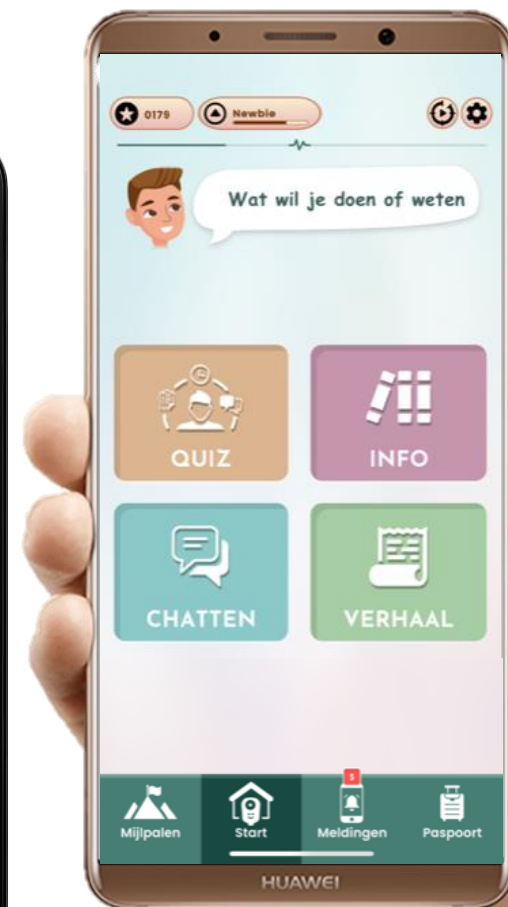 0179
Newbie
Wat wil je doen of weten
QUIZ
INFO
CHATTEN
VERHAAL
5
Mijlpalen
Start
Meldingen
Paspoort
HUAWEI